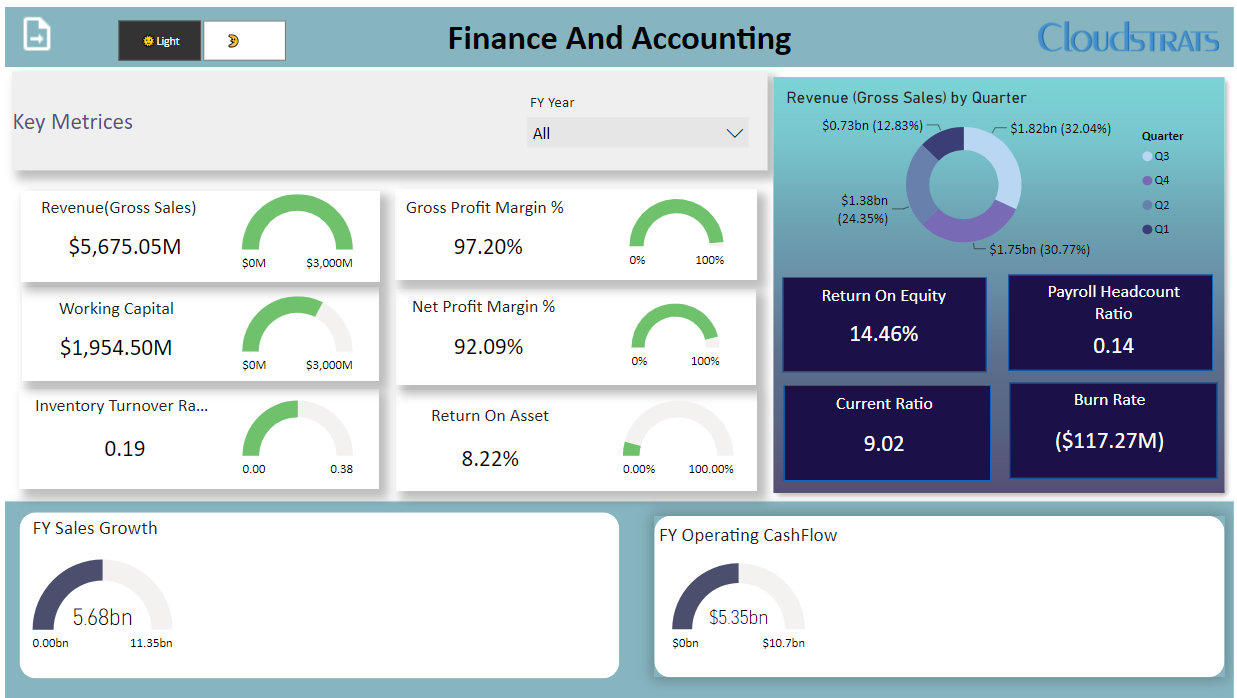 Light
Finance And Accounting
Cloudstrats
Key Metrices
FY Year
All
Revenue(Gross Sales)
$5,675.05M
$0M
$3,000M
Gross Profit Margin %
97.20%
0%
100%
Working Capital
$1,954.50M
$0M
$3,000M
Net Profit Margin %
92.09%
0%
100%
Inventory Turnover Ra...
0.19
0.00
0.38
Return On Asset
8.22%
0.00%
100.00%
Revenue (Gross Sales) by Quarter
$0.73bn (12.83%)
$1.82bn (32.04%)
$1.38bn
(24.35%)
$1.75bn (30.77%)
Quarter
Q3
Q4
Q2
Q1
Return On Equity
14.46%
Payroll Headcount
Ratio
0.14
Current Ratio
9.02
Burn Rate
($117.27M)
FY Sales Growth
5.68bn
0.00bn
11.35bn
FY Operating CashFlow
$5.35bn
$0bn
$10.7bn